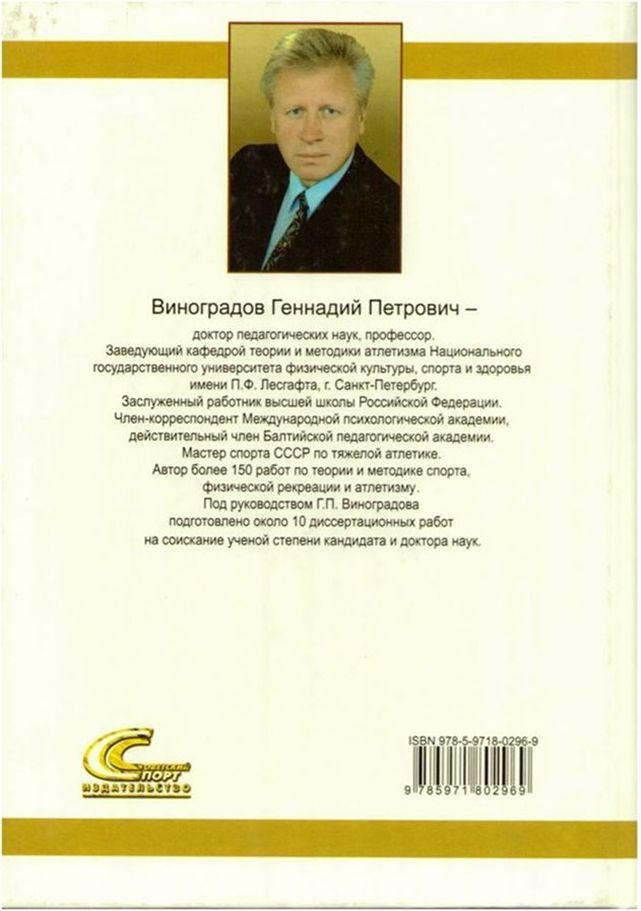 Виноградов Геннадий Петрович –
доктор педагогических наук, профессор.
Заведующий кафедрой теории и методики атлетизма Национального
государственного университета физической культуры, спорта и здоровья
имени П.Ф. Лесгафта, г. Санкт-Петербург.
Заслуженный работник высшей школы Российской Федерации.
Член-корреспондент Международной психологической академии,
действительный член Балтийской педагогической академии.
Мастер спорта СССР по тяжелой атлетике.
Автор более 150 работ по теории и методике спорта,
физической рекреации и атлетизму.
Под руководством Г.П. Виноградова
подготовлено около 10 диссертационных работ
на соискание ученой степени кандидата и доктора наук.
СОВЕТСКИЙ
СПОРТ
ИЗДАТЕЛЬСТВО
ISBN 978-5-9718-0296-9
9 785971 802969